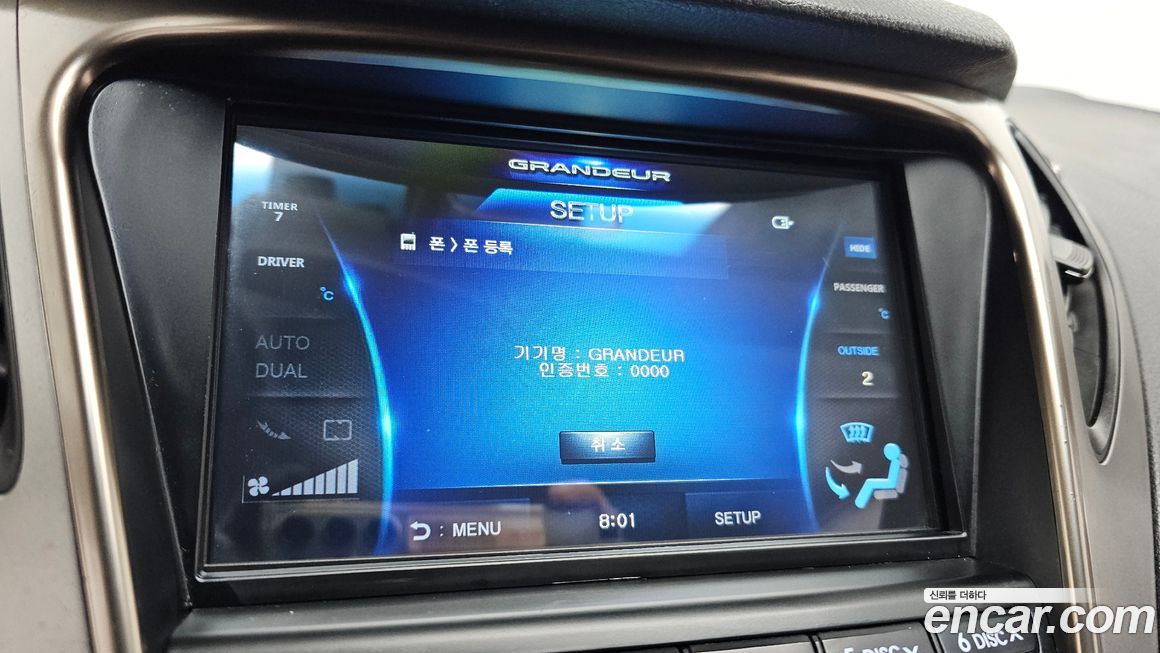 GRANDEUR
SETUP
TIMER
7
폰 > 폰 등록
HIDE
DRIVER
°C
PASSENGER
°C
AUTO
DUAL
기기명 : GRANDEUR
인증번호 : 0000
OUTSIDE
2
취소
: MENU
8:01
SETUP
신뢰를 더하다
encar.com
6 DISC